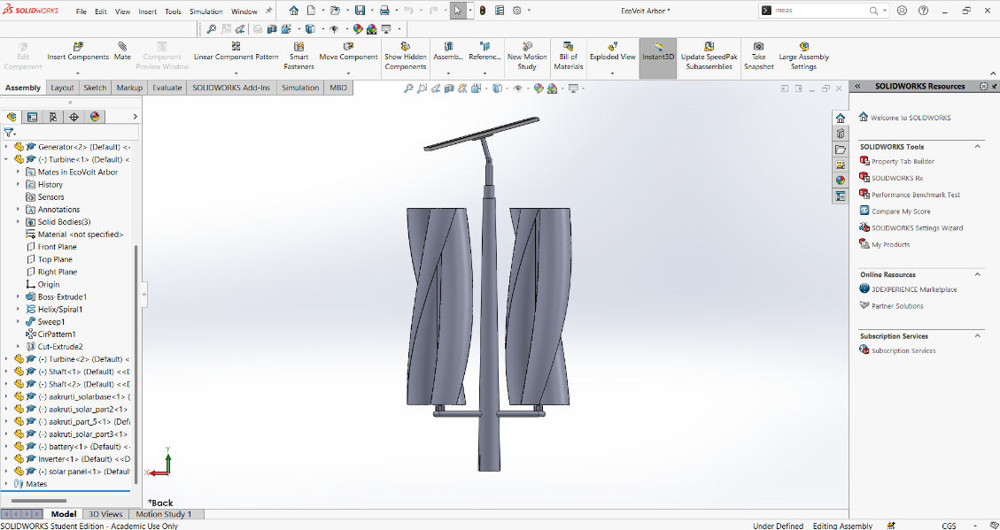 SOLIDWORKS
File Edit View Insert Tools Simulation Window
EcoVolt Arbor *
meas
Edit Component
Insert Components
Mate
Component Preview Window
Linear Component Pattern
Smart Fasteners
Move Component
Show Hidden Components
Assemb...
Referenc...
New Motion Study
Bill of Materials
Exploded View
Instant3D
Update SpeedPak Subassemblies
Take Snapshot
Large Assembly Settings
Assembly Layout Sketch Markup Evaluate SOLIDWORKS Add-Ins Simulation MBD
Generator<2> (Default) <
(-) Turbine<1> (Default) <
Mates in EcoVolt Arbor
History
Sensors
Annotations
Solid Bodies(3)
Material <not specified>
Front Plane
Top Plane
Right Plane
Origin
Boss-Extrude1
Helix/Spiral1
Sweep1
CirPattern1
Cut-Extrude2
(-) Turbine<2> (Default) <
(-) Shaft<1> (Default) <<D
(-) Shaft<2> (Default) <<D
(-) aakrurti_solarbase<1> (
(-) aakruti_solar_part2<1>
(-) aakruti_part_5<1> (Defa
(-) aakruti_solar_part3<1>
(-) battery<1> (Default) <
Inverter<1> (Default) <<D
(-) solar panel<1> (Default
Mates
Y
X
*Back
SOLIDWORKS Resources
Welcome to SOLIDWORKS
SOLIDWORKS Tools
Property Tab Builder
SOLIDWORKS Rx
Performance Benchmark Test
Compare My Score
SOLIDWORKS Settings Wizard
My Products
Online Resources
3DEXPERIENCE Marketplace
Partner Solutions
Subscription Services
Subscription Services
Model 3D Views Motion Study 1
SOLIDWORKS Student Edition - Academic Use Only
Under Defined Editing Assembly CGS